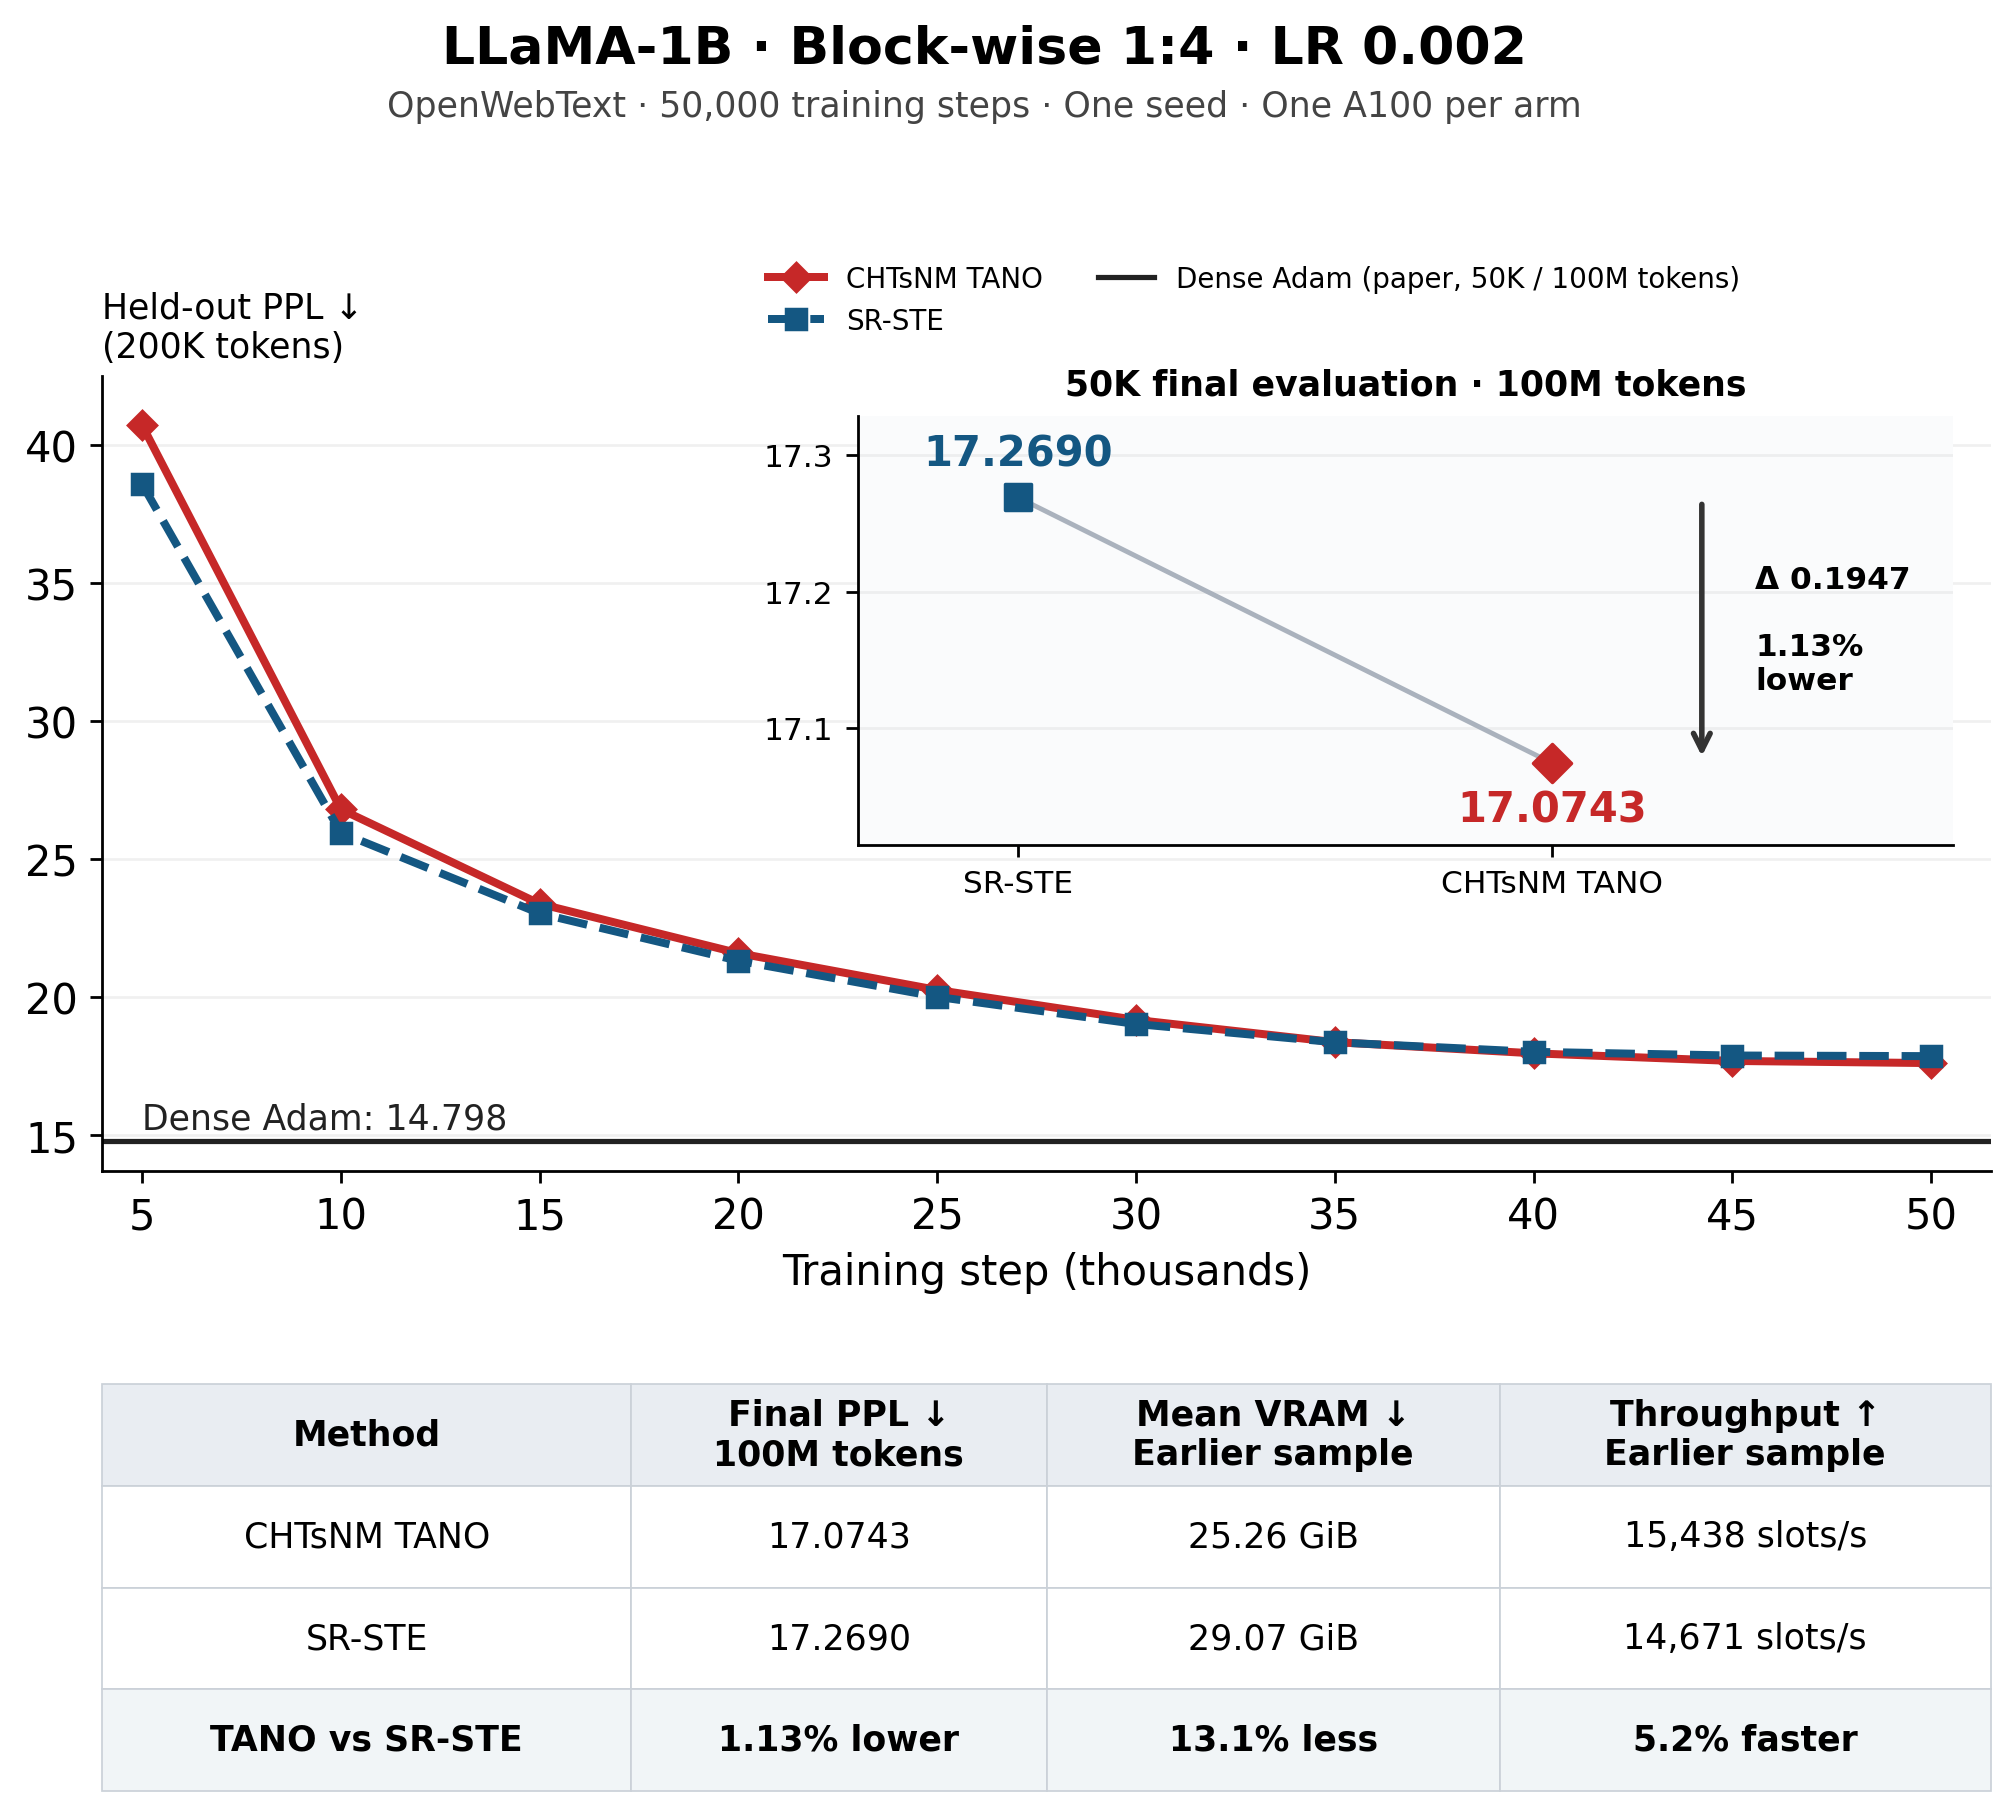 LLaMA-1B · Block-wise 1:4 · LR 0.002
OpenWebText · 50,000 training steps · One seed · One A100 per arm
CHTsNM TANO
Dense Adam (paper, 50K / 100M tokens)
SR-STE
Held-out PPL ↓
(200K tokens)
50K final evaluation · 100M tokens
17.3
17.2
17.1
17.2690
Δ 0.1947
1.13%
lower
17.0743
SR-STE
CHTsNM TANO
40
35
30
25
20
15
Dense Adam: 14.798
5 10 15 20 25 30 35 40 45 50
Training step (thousands)
Method
Final PPL ↓
100M tokens
Mean VRAM ↓
Earlier sample
Throughput ↑
Earlier sample
CHTsNM TANO 17.0743 25.26 GiB 15,438 slots/s
SR-STE 17.2690 29.07 GiB 14,671 slots/s
TANO vs SR-STE 1.13% lower 13.1% less 5.2% faster